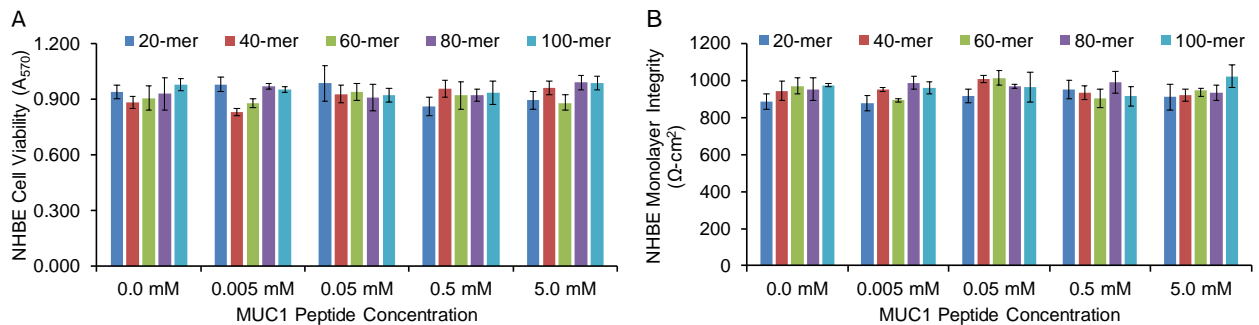 A
20-mer 40-mer 60-mer 80-mer 100-mer
NHBE Cell Viability (A570)
1.200
0.900
0.600
0.300
0.000
0.0 mM 0.005 mM 0.05 mM 0.5 mM 5.0 mM
MUC1 Peptide Concentration
B
20-mer 40-mer 60-mer 80-mer 100-mer
NHBE Monolayer Integrity
(Ω-cm²)
1200
1000
800
600
400
200
0
0.0 mM 0.005 mM 0.05 mM 0.5 mM 5.0 mM
MUC1 Peptide Concentration